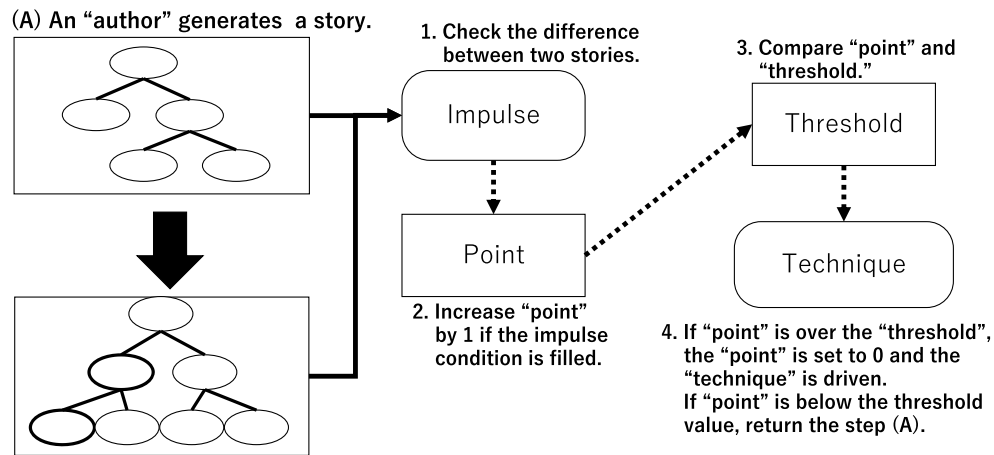 (A) An “author” generates a story.
1. Check the difference
between two stories.
Impulse
Point
2. Increase “point”
by 1 if the impulse
condition is filled.
3. Compare “point” and
“threshold.”
Threshold
Technique
4. If “point” is over the “threshold”,
the “point” is set to 0 and the
“technique” is driven.
If “point” is below the threshold
value, return the step (A).